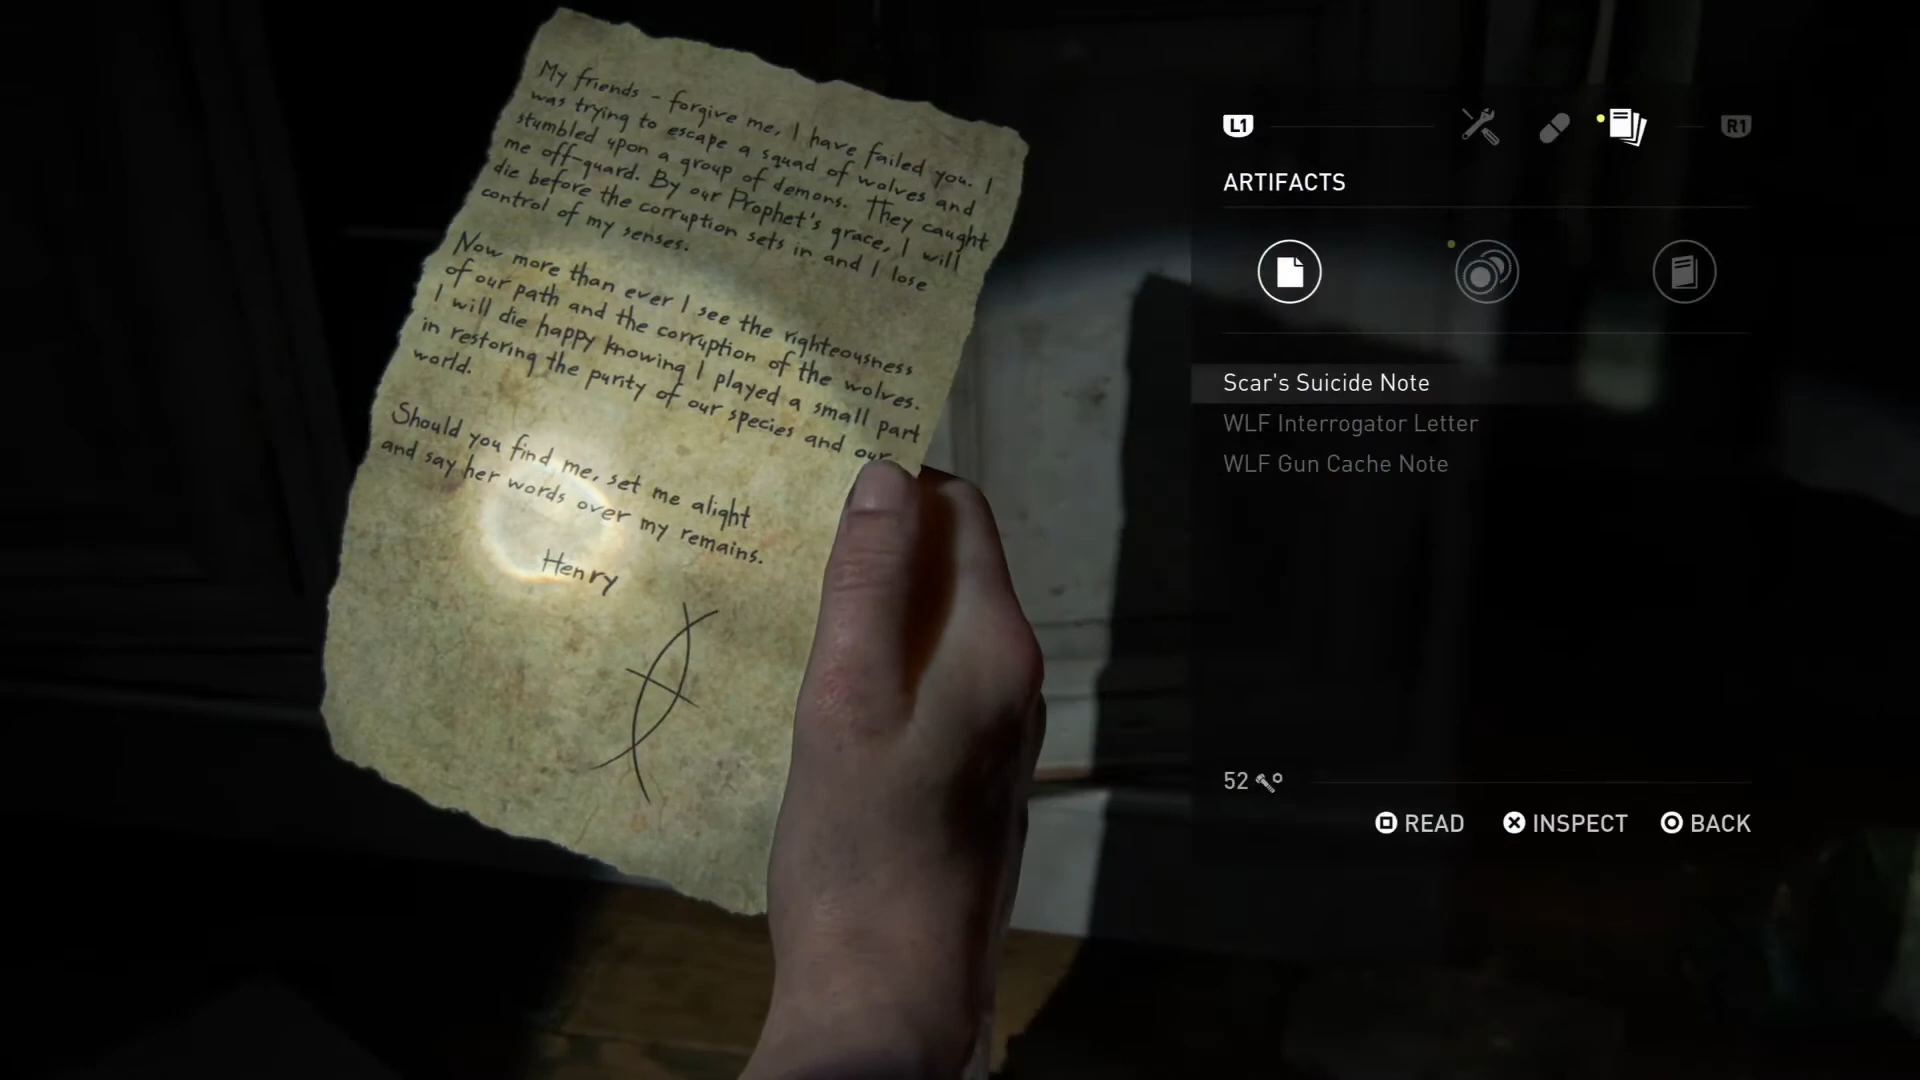 My friends - forgive me, I have failed you. I
was trying to escape a squad of wolves and
stumbled upon a group of demons. They caught
me off-guard. By our Prophet's grace, I will
die before the corruption sets in and I lose
control of my senses.
Now more than ever I see the righteousness
of our path and the corruption of the wolves.
I will die happy knowing I played a small part
in restoring the purity of our species and our
world.
Should you find me, set me alight
and say her words over my remains.
Henry
L1
R1
ARTIFACTS
Scar's Suicide Note
WLF Interrogator Letter
WLF Gun Cache Note
52
READ INSPECT BACK